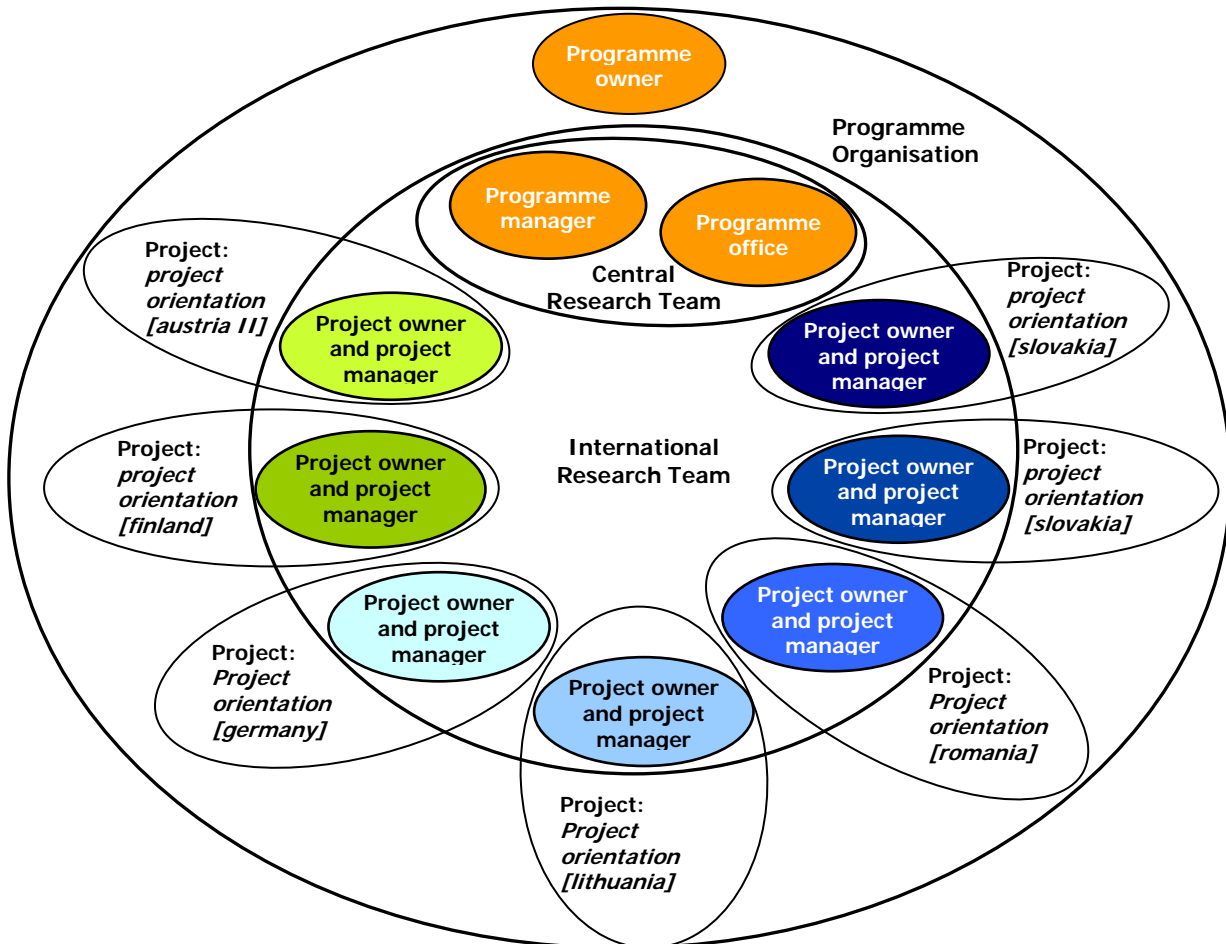 Programme
owner
Programme
Organisation
Programme
manager
Programme
office
Central
Research Team
Project:
project
orientation
[austria II]
Project owner
and project
manager
Project owner
and project
manager
Project:
project
orientation
[slovakia]
Project:
project
orientation
[finland]
Project owner
and project
manager
International
Research Team
Project owner
and project
manager
Project:
project
orientation
[slovakia]
Project:
Project
orientation
[germany]
Project owner
and project
manager
Project owner
and project
manager
Project owner
and project
manager
Project:
Project
orientation
[romania]
Project:
Project
orientation
[lithuania]